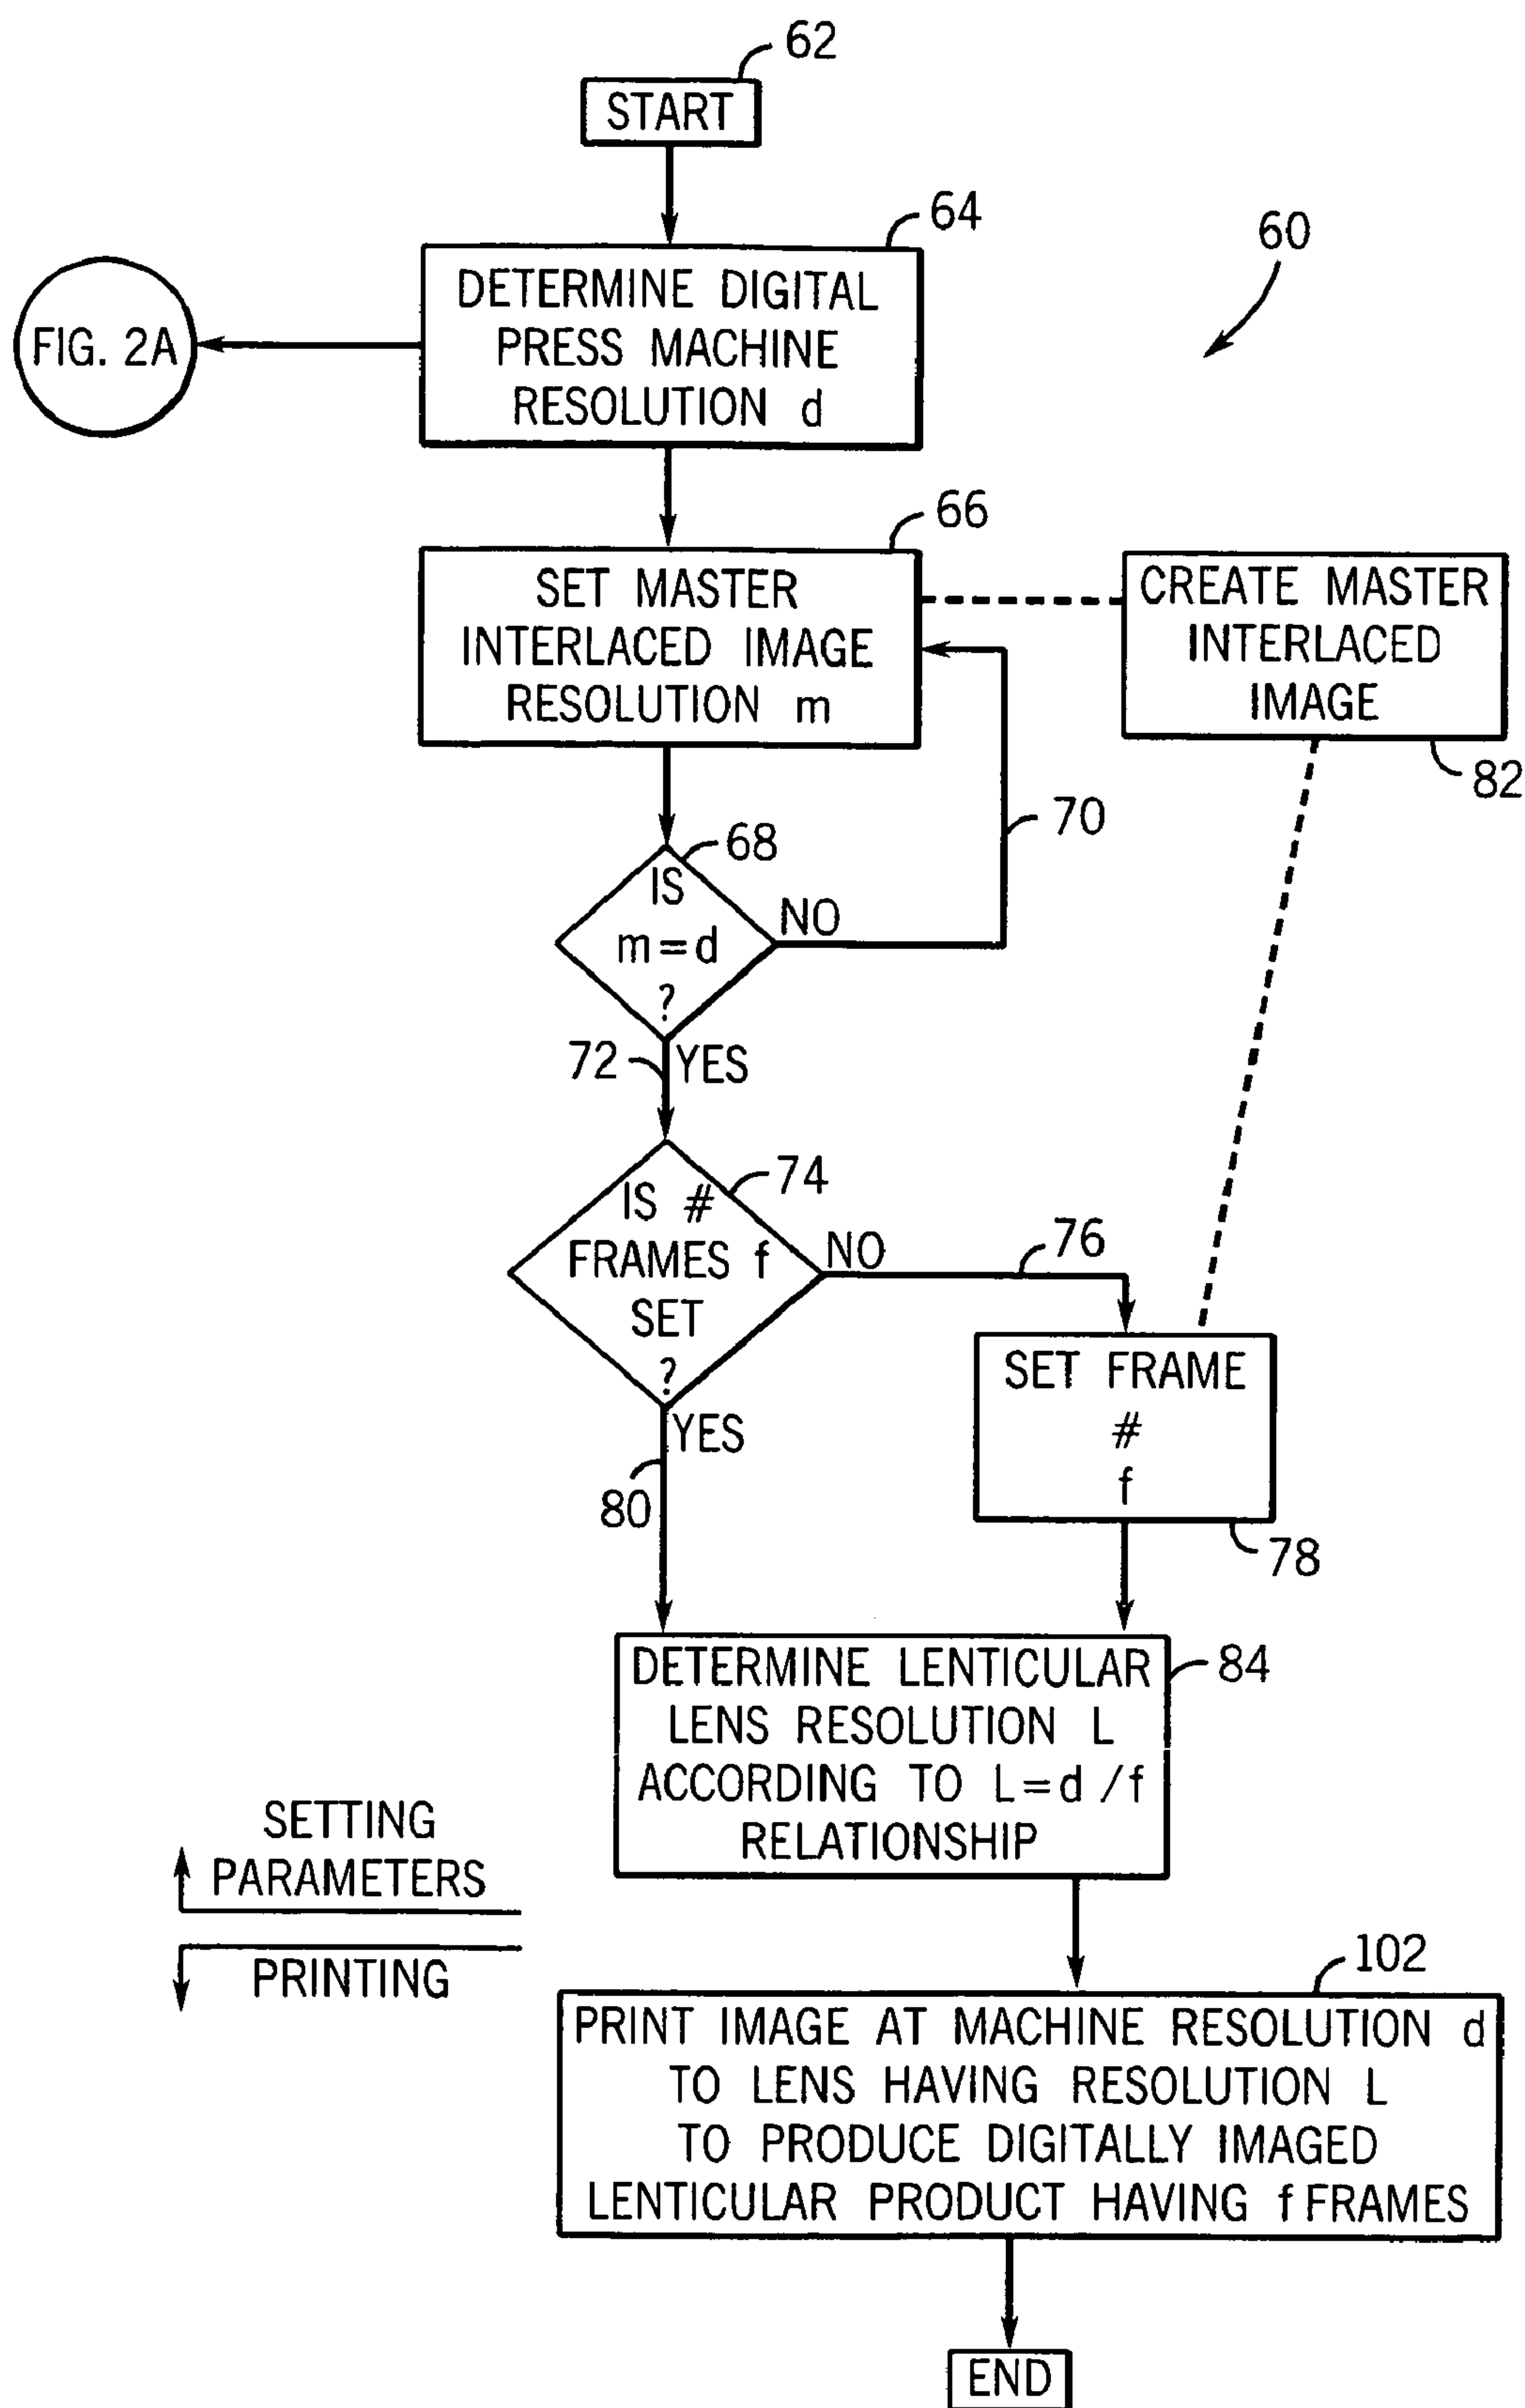 62
START
64
60
DETERMINE DIGITAL
PRESS MACHINE
RESOLUTION d
FIG. 2A
66
SET MASTER
INTERLACED IMAGE
RESOLUTION m
CREATE MASTER
INTERLACED
IMAGE
82
70
68
IS
m=d
?
NO
72
YES
74
IS #
FRAMES f
SET
?
NO
76
YES
80
SET FRAME
#
f
78
DETERMINE LENTICULAR
LENS RESOLUTION L
ACCORDING TO L=d/f
RELATIONSHIP
84
SETTING
PARAMETERS
PRINTING
102
PRINT IMAGE AT MACHINE RESOLUTION d
TO LENS HAVING RESOLUTION L
TO PRODUCE DIGITALLY IMAGED
LENTICULAR PRODUCT HAVING f FRAMES
END